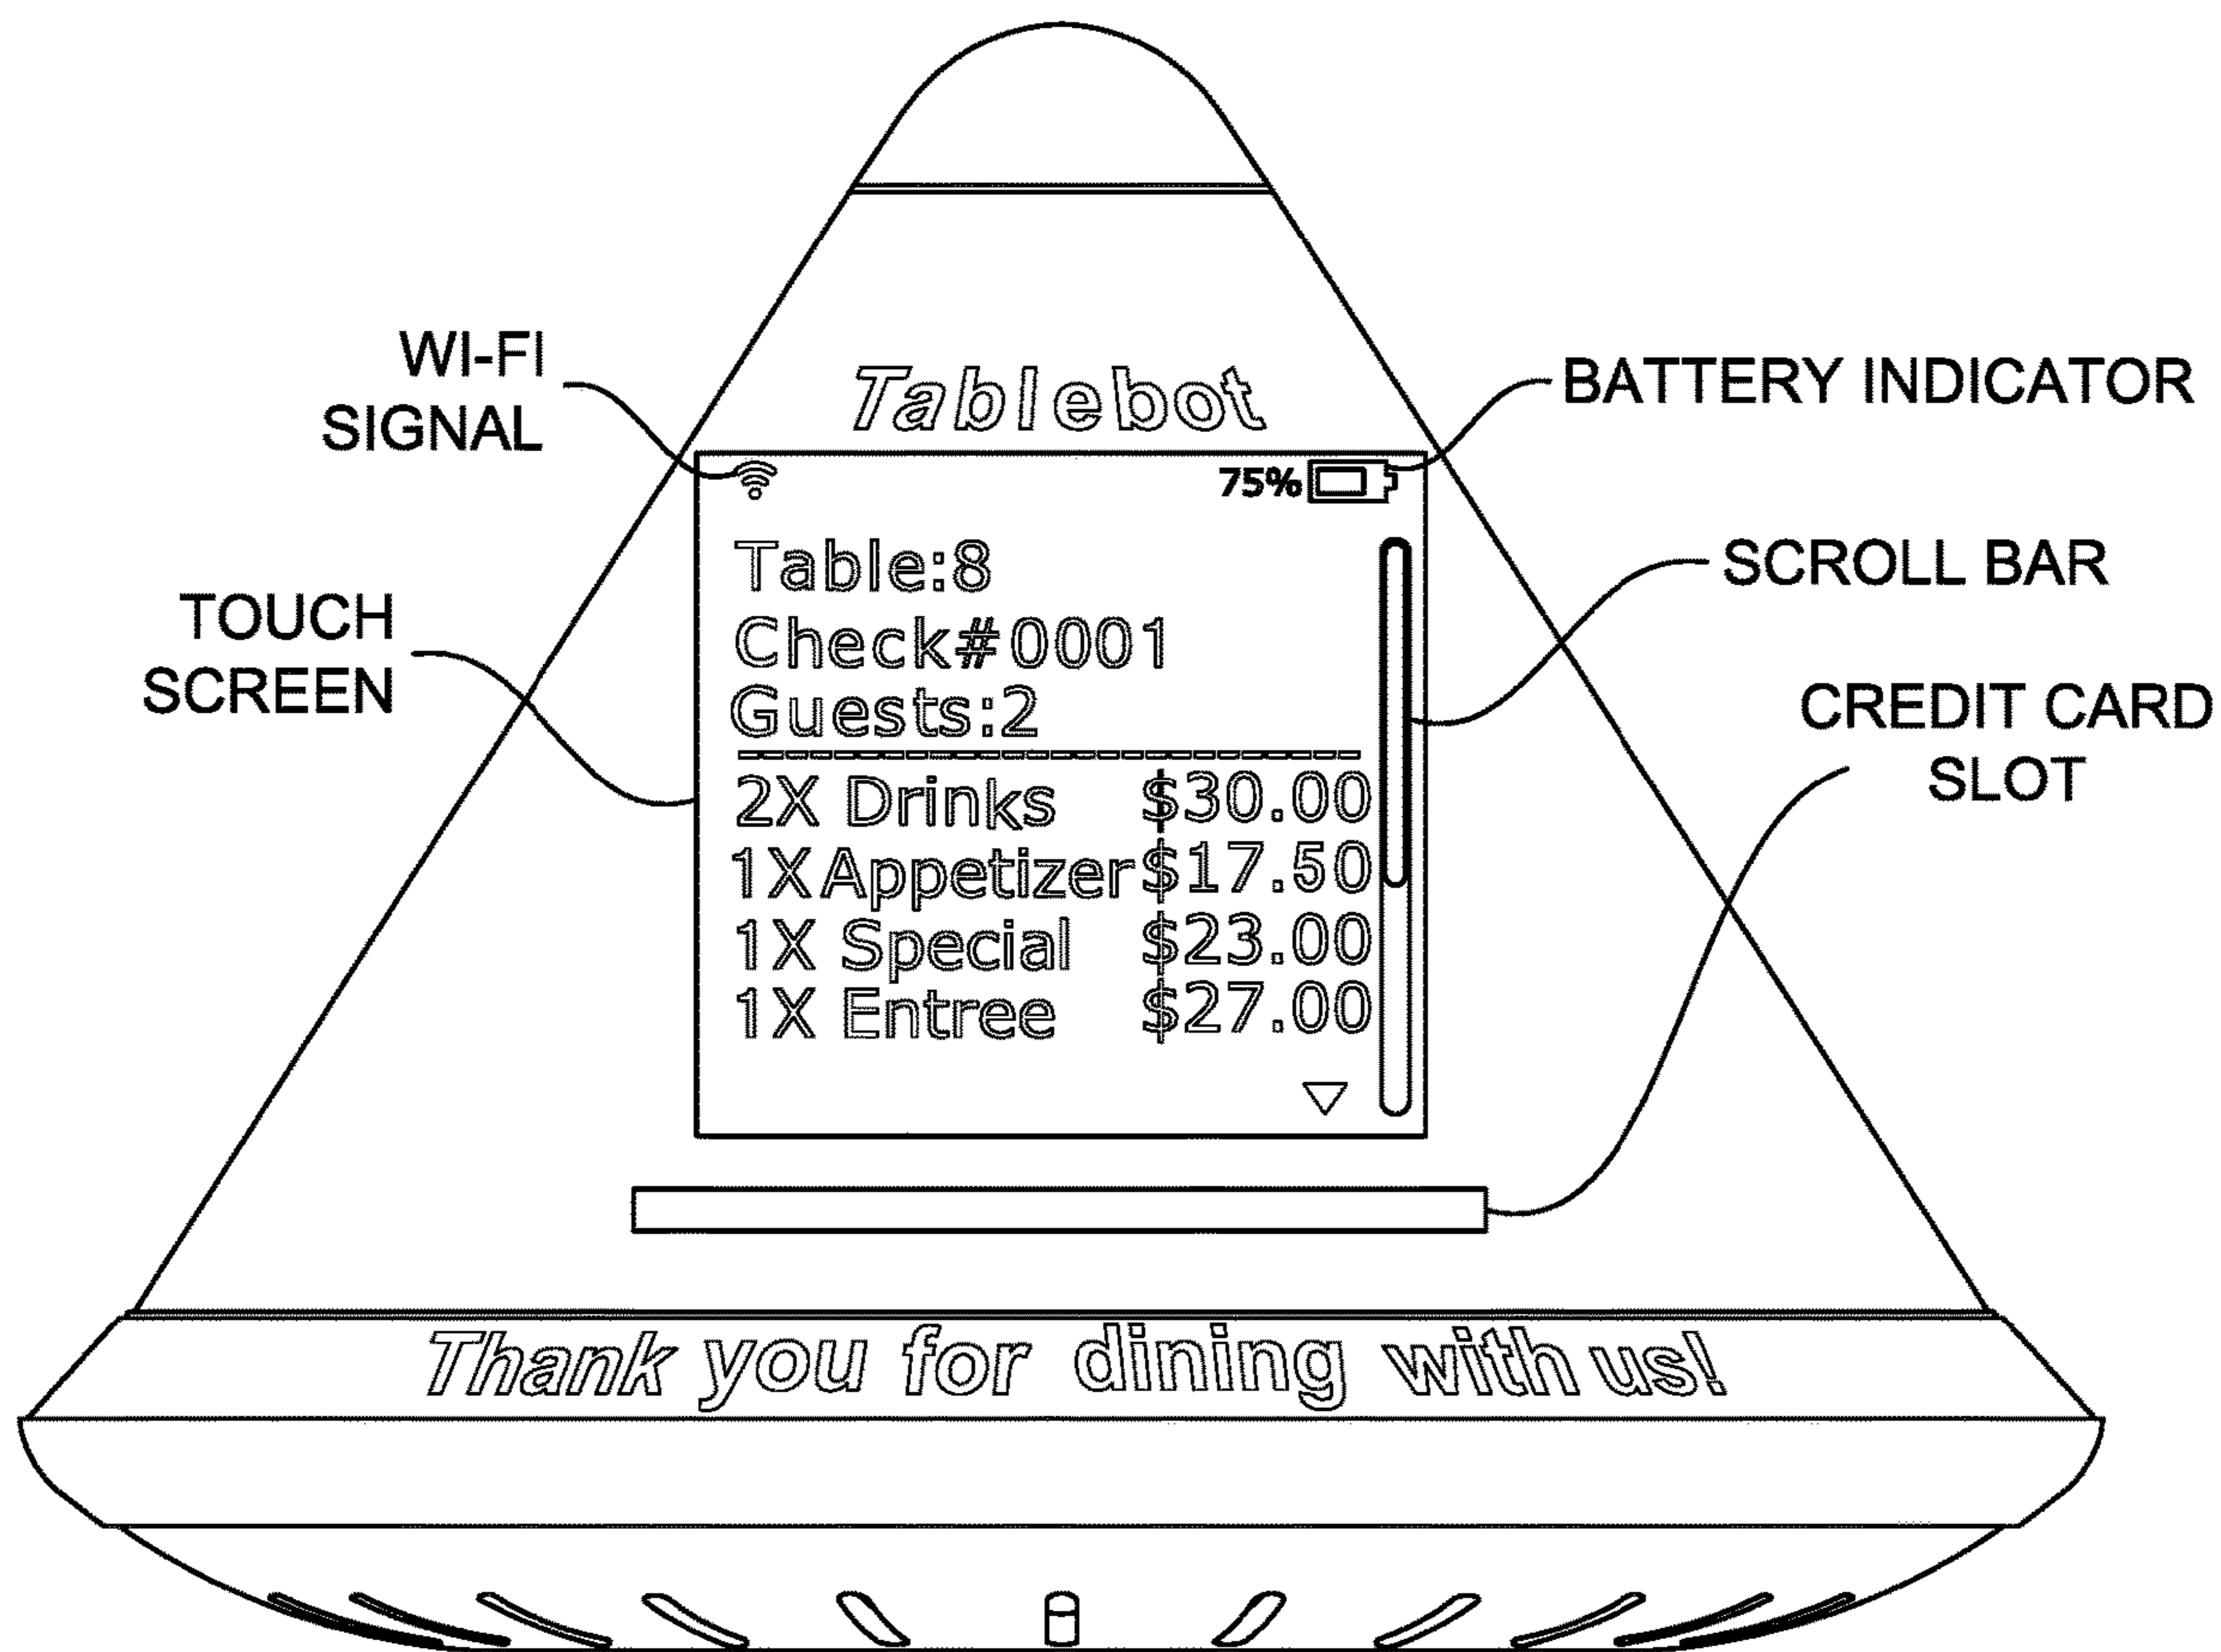 WI-FI
SIGNAL
Tablebot
BATTERY INDICATOR
75%
TOUCH
SCREEN
SCROLL BAR
CREDIT CARD
SLOT
Table:8
Check#0001
Guests:2
2X Drinks $30.00
1X Appetizer $17.50
1X Special $23.00
1X Entree $27.00
Thank you for dining with us!